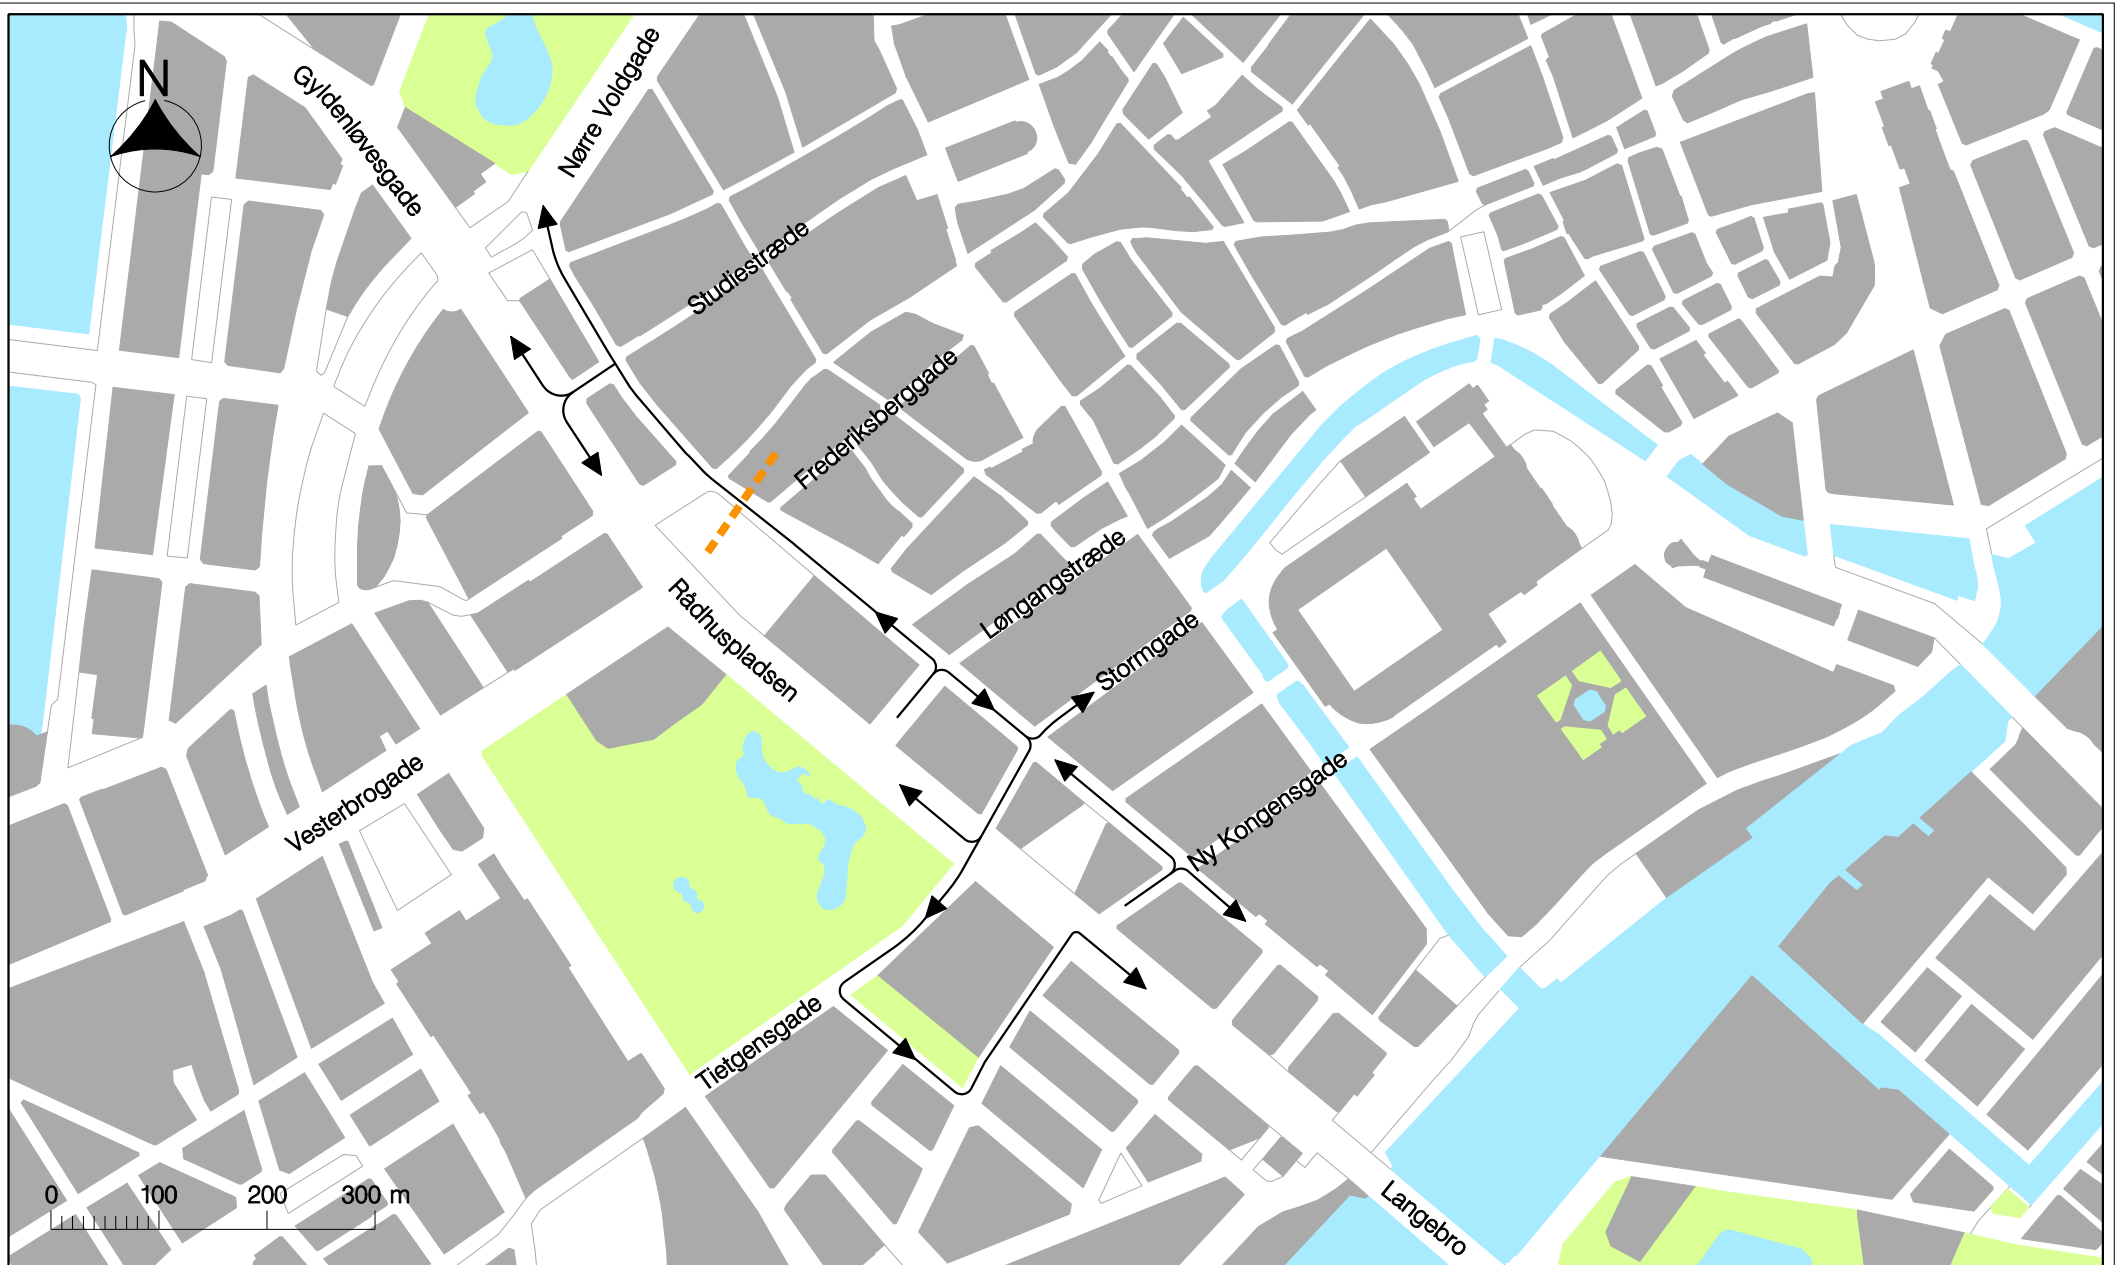 N
Gyldenløvesgade
Nørre Voldgade
Studiestræde
Frederiksberggade
Løngangstræde
Rådhuspladsen
Stormgade
Vesterbrogade
Ny Kongensgade
Tietgensgade
0 100 200 300 m
Langebro